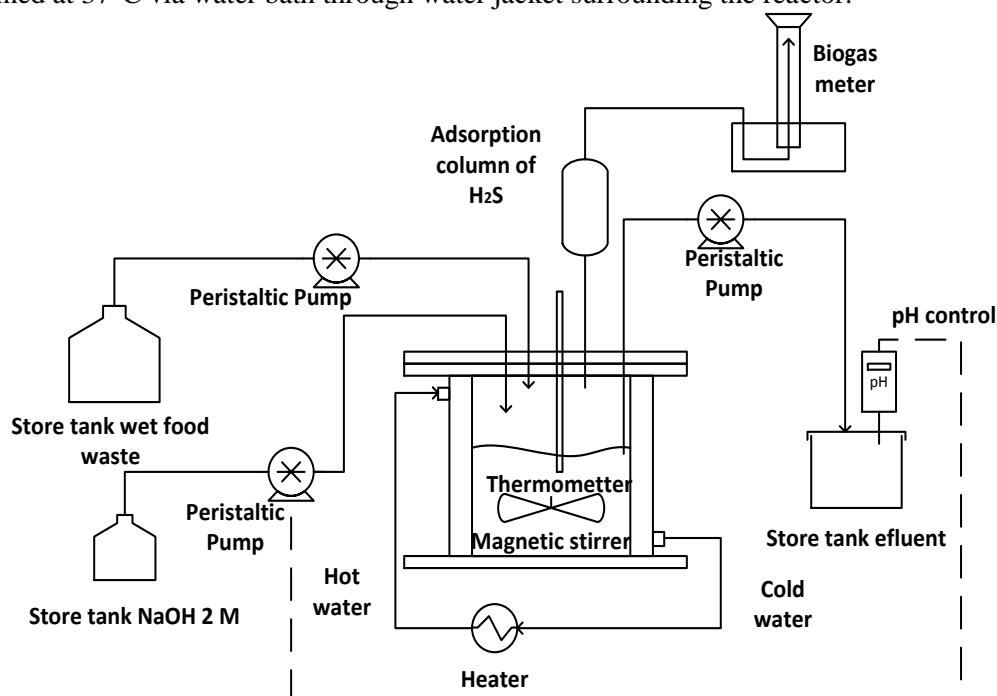 Biogas
meter
Adsorption
column of
H2S
Peristaltic
Pump
Peristaltic Pump
pH control
pH
Store tank wet food
waste
Thermometter
Peristaltic
Pump
Magnetic stirrer
Store tank efluent
Hot
water
Cold
water
Store tank NaOH 2 M
Heater